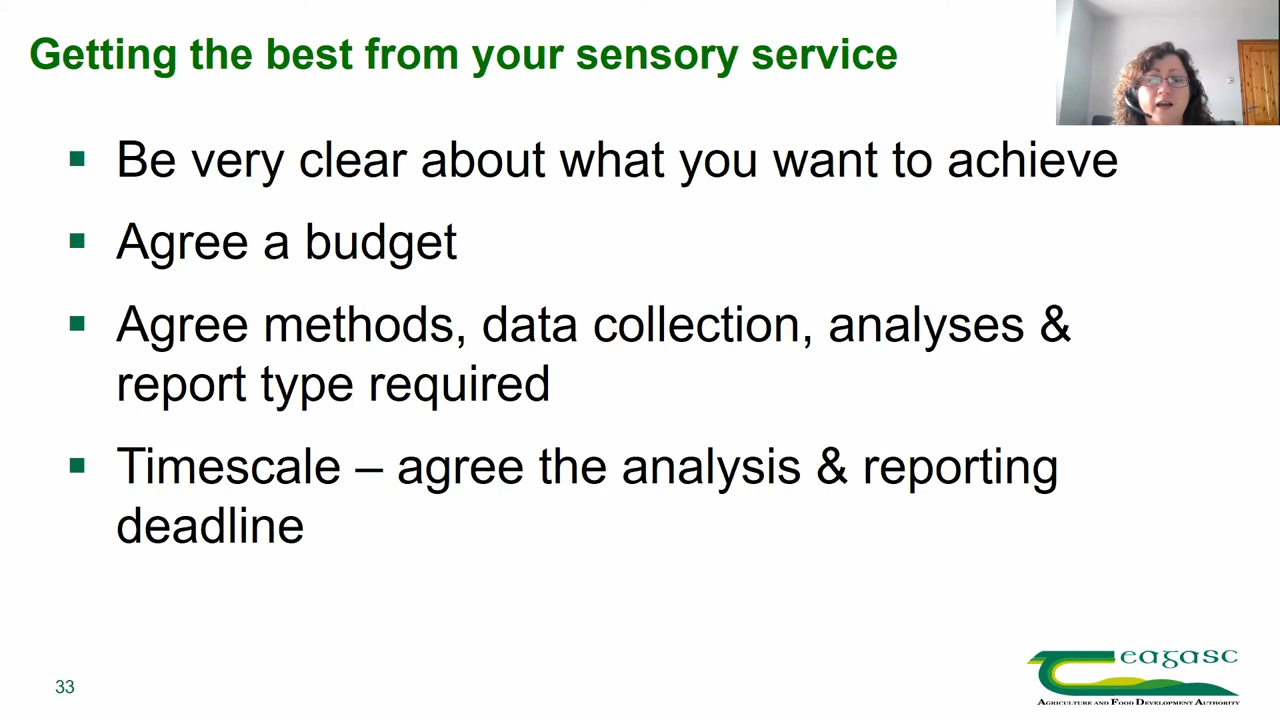 Getting the best from your sensory service
▪ Be very clear about what you want to achieve
▪ Agree a budget
▪ Agree methods, data collection, analyses &
report type required
▪ Timescale – agree the analysis & reporting
deadline
33
Teagasc
Agriculture and Food Development Authority